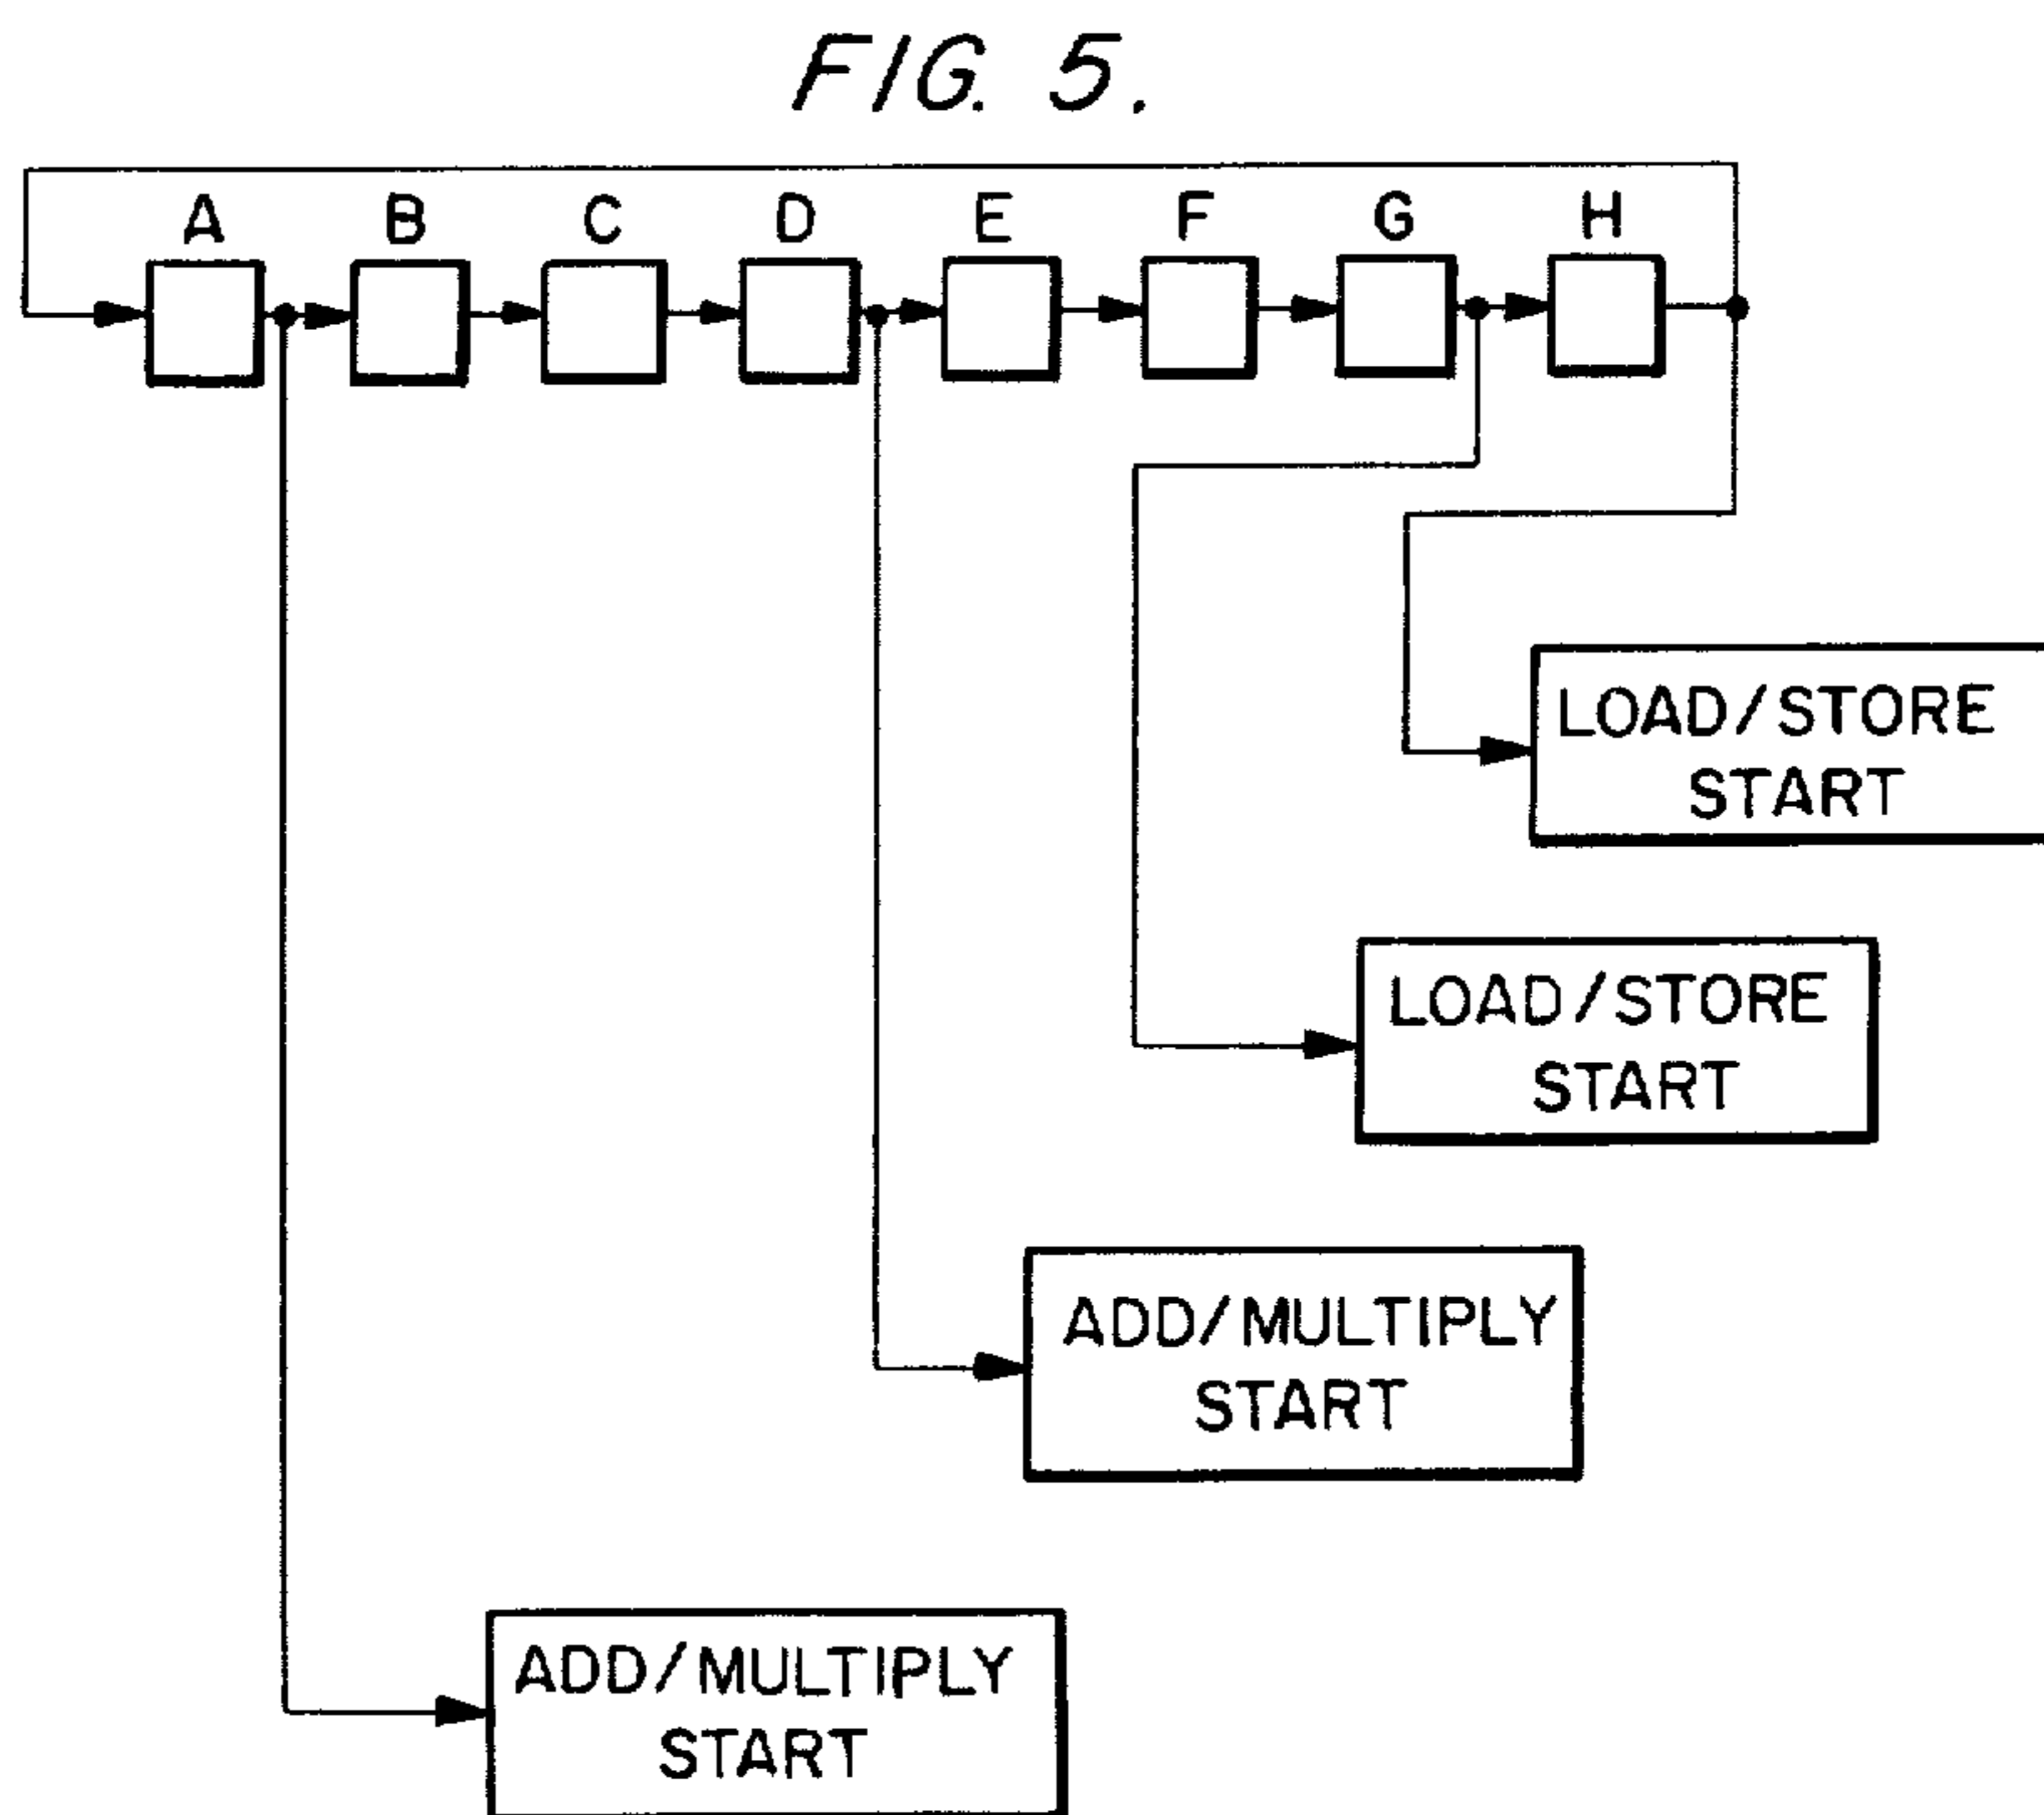 FIG. 5.
A B C D E F G H
LOAD/STORE
START
LOAD/STORE
START
ADD/MULTIPLY
START
ADD/MULTIPLY
START